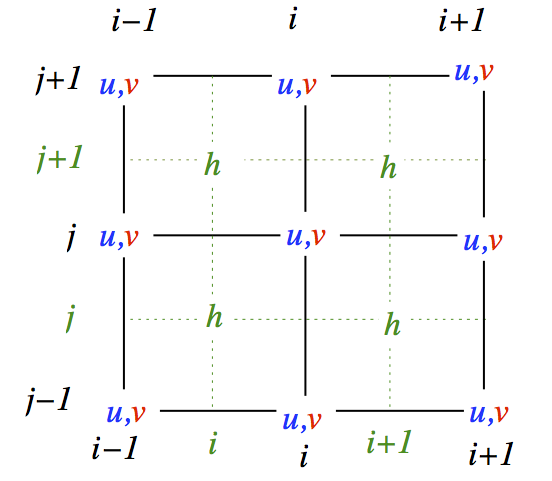 i−1 i i+1
j+1 u,v u,v u,v
j+1 h h
j u,v u,v u,v
j h h
j−1 u,v u,v u,v
i−1 i i i+1 i+1